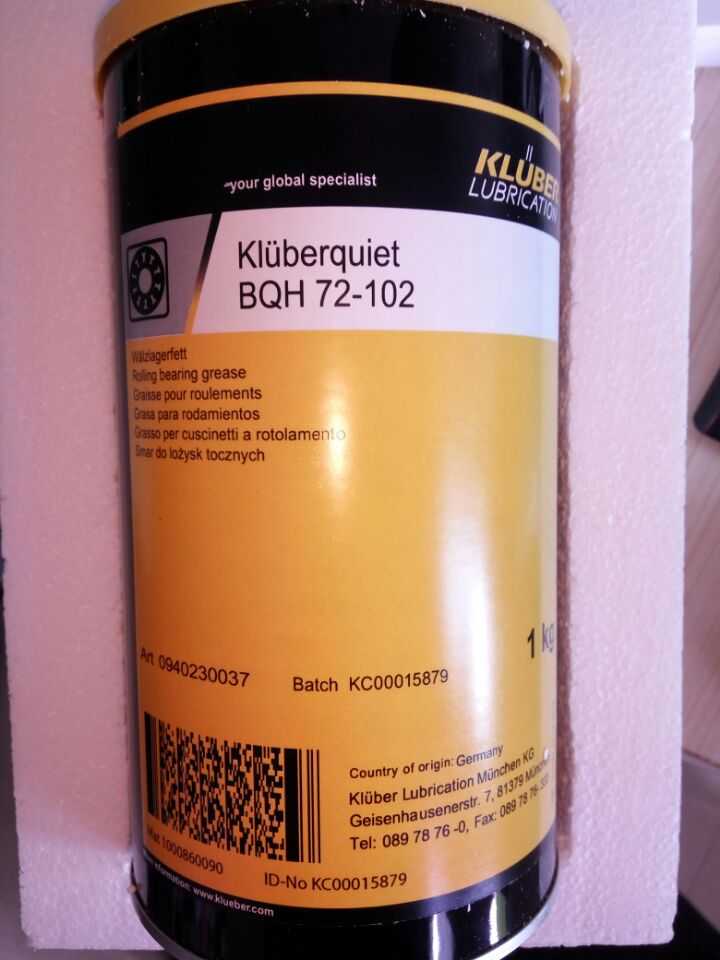 KLÜBER
LUBRICATION
your global specialist
Klüberquiet
BQH 72-102
Wälzlagerfett
Rolling bearing grease
Graisse pour roulements
Grasa para rodamientos
Grasso per cuscinetti a rotolamento
Smar do łożysk tocznych
1 kg
Art 0940230037
Batch KC00015879
Country of origin: Germany
Klüber Lubrication München KG
Geisenhausenerstr. 7, 81379 München
Tel: 089 78 76 -0, Fax: 089 78 76
Mat 1000860090
ID-No KC00015879
information: www.klueber.com